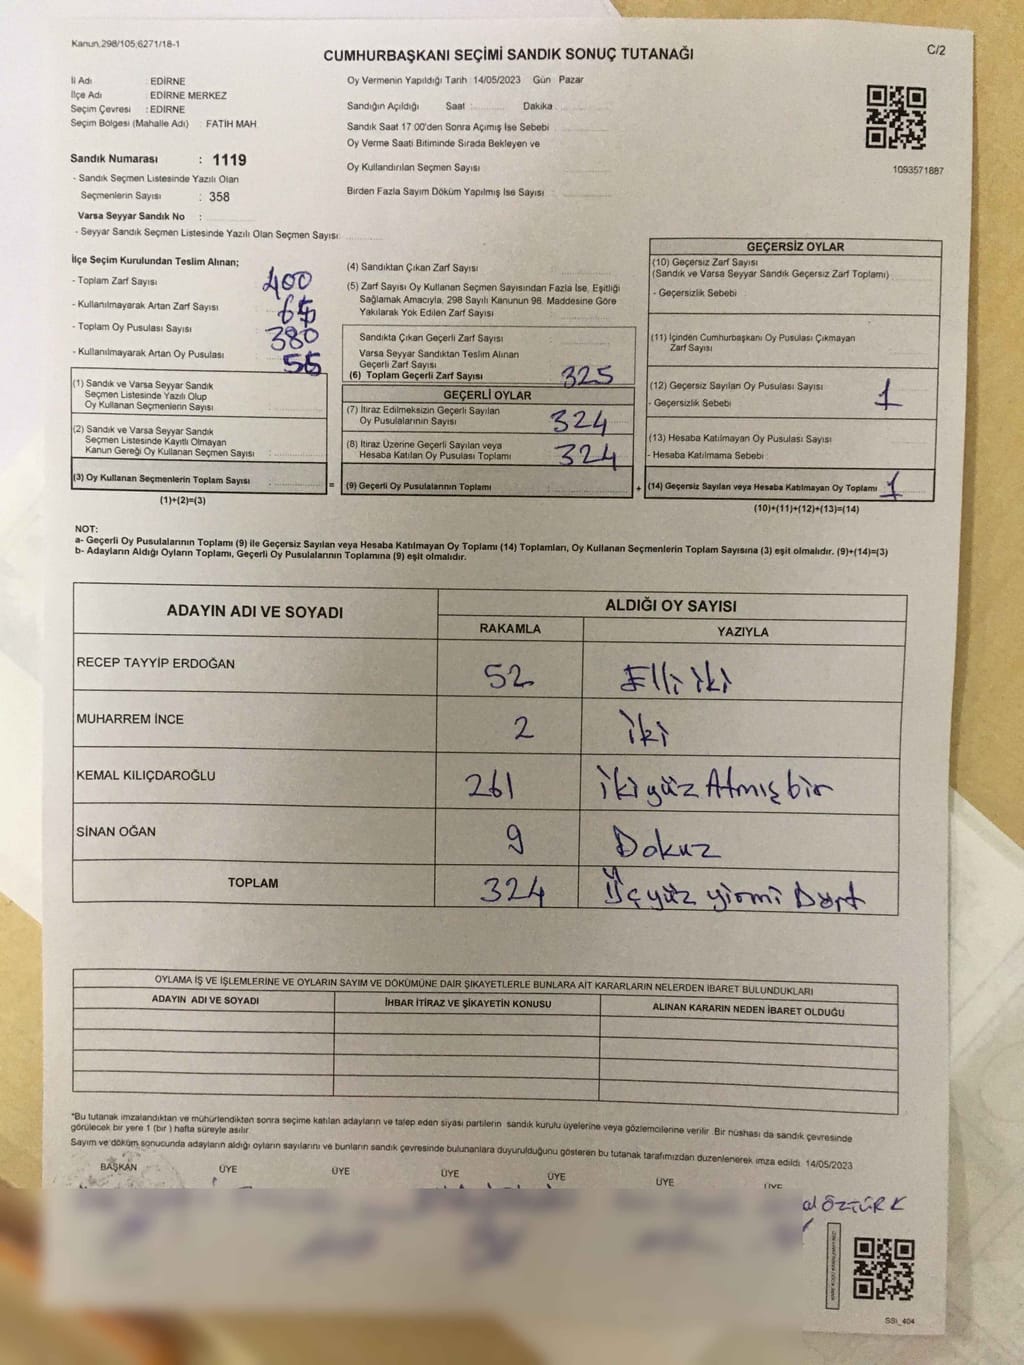 Kanun,298/105;6271/18-1
C/2
CUMHURBAŞKANI SEÇİMİ SANDIK SONUÇ TUTANAĞI
İli Adı : EDİRNE
İlçe Adı : EDİRNE MERKEZ
Seçim Çevresi : EDİRNE
Seçim Bölgesi (Mahalle Adı) : FATİH MAH
Sandık Numarası : 1119
- Sandık Seçmen Listesinde Yazılı Olan
Seçmenlerin Sayısı : 358
Varsa Seyyar Sandık No :
- Seyyar Sandık Seçmen Listesinde Yazılı Olan Seçmen Sayısı:
Oy Vermenin Yapıldığı Tarih 14/05/2023 Gün Pazar
Sandığın Açıldığı Saat Dakika
Sandık Saat 17:00'den Sonra Açımış İse Sebebi
Oy Verme Saati Bitiminde Sırada Bekleyen ve
Oy Kullandırılan Seçmen Sayısı
Birden Fazla Sayım Döküm Yapılmış İse Sayısı
1093571887
İlçe Seçim Kurulundan Teslim Alınan;
- Toplam Zarf Sayısı 400
- Kullanılmayarak Artan Zarf Sayısı
- Toplam Oy Pusulası Sayısı 380
- Kullanılmayarak Artan Oy Pusulası
(1) Sandık ve Varsa Seyyar Sandık
Seçmen Listesinde Yazılı Olup
Oy Kullanan Seçmenlerin Sayısı
(2) Sandık ve Varsa Seyyar Sandık
Seçmen Listesinde Kayıtlı Olmayan
Kanun Gereği Oy Kullanan Seçmen Sayısı :
(3) Oy Kullanan Seçmenlerin Toplam Sayısı
(1)+(2)=(3)
(4) Sandıktan Çıkan Zarf Sayısı
(5) Zarf Sayısı Oy Kullanan Seçmen Sayısından Fazla İse, Eşitliği
Sağlamak Amacıyla, 298 Sayılı Kanunun 98. Maddesine Göre
Yakılarak Yok Edilen Zarf Sayısı
Sandıkta Çıkan Geçerli Zarf Sayısı
Varsa Seyyar Sandıktan Teslim Alınan
Geçerli Zarf Sayısı
(6) Toplam Geçerli Zarf Sayısı 325
GEÇERLİ OYLAR
(7) İtiraz Edilmeksizin Geçerli Sayılan
Oy Pusulalarının Sayısı 324
(8) İtiraz Üzerine Geçerli Sayılan veya
Hesaba Katılan Oy Pusulası Toplamı 324
= (9) Geçerli Oy Pusulalarının Toplamı
GEÇERSİZ OYLAR
(10) Geçersiz Zarf Sayısı
(Sandık ve Varsa Seyyar Sandık Geçersiz Zarf Toplamı)
- Geçersizlik Sebebi
(11) İçinden Cumhurbaşkanı Oy Pusulası Çıkmayan
Zarf Sayısı
(12) Geçersiz Sayılan Oy Pusulası Sayısı 1
- Geçersizlik Sebebi
(13) Hesaba Katılmayan Oy Pusulası Sayısı
- Hesaba Katılmama Sebebi
+ (14) Geçersiz Sayılan veya Hesaba Katılmayan Oy Toplamı 1
(10)+(11)+(12)+(13)=(14)
NOT:
a- Geçerli Oy Pusulalarının Toplamı (9) ile Geçersiz Sayılan veya Hesaba Katılmayan Oy Toplamı (14) Toplamları, Oy Kullanan Seçmenlerin Toplam Sayısına (3) eşit olmalıdır. (9)+(14)=(3)
b- Adayların Aldığı Oyların Toplamı, Geçerli Oy Pusulalarının Toplamına (9) eşit olmalıdır.
ADAYIN ADI VE SOYADI
ALDIĞI OY SAYISI
RAKAMLA YAZIYLA
RECEP TAYYİP ERDOĞAN 52 Elli iki
MUHARREM İNCE 2 İki
KEMAL KILIÇDAROĞLU 261 İki yüz Atmış bir
SİNAN OĞAN 9 Dokuz
TOPLAM 324 Üçyüz yirmi Dört
OYLAMA İŞ VE İŞLEMLERİNE VE OYLARIN SAYIM VE DÖKÜMÜNE DAİR ŞİKAYETLERLE BUNLARA AİT KARARLARIN NELERDEN İBARET BULUNDUKLARI
ADAYIN ADI VE SOYADI İHBAR İTİRAZ VE ŞİKAYETİN KONUSU ALINAN KARARIN NEDEN İBARET OLDUĞU
*Bu tutanak imzalandıktan ve mühürlendikten sonra seçime katılan adayların ve talep eden siyasi partilerin sandık kurulu üyelerine veya gözlemcilerine verilir. Bir nüshası da sandık çevresinde
görülecek bir yere 1 (bir) hafta süreyle asılır.
Sayım ve döküm sonucunda adayların aldığı oyların sayılarını ve bunların sandık çevresinde bulunanlara duyurulduğunu gösteren bu tutanak tarafımızdan düzenlenerek imza edildi. 14/05/2023
BAŞKAN ÜYE ÜYE ÜYE ÜYE ÜYE ÜYE
ÖZTÜRK
SSt_404